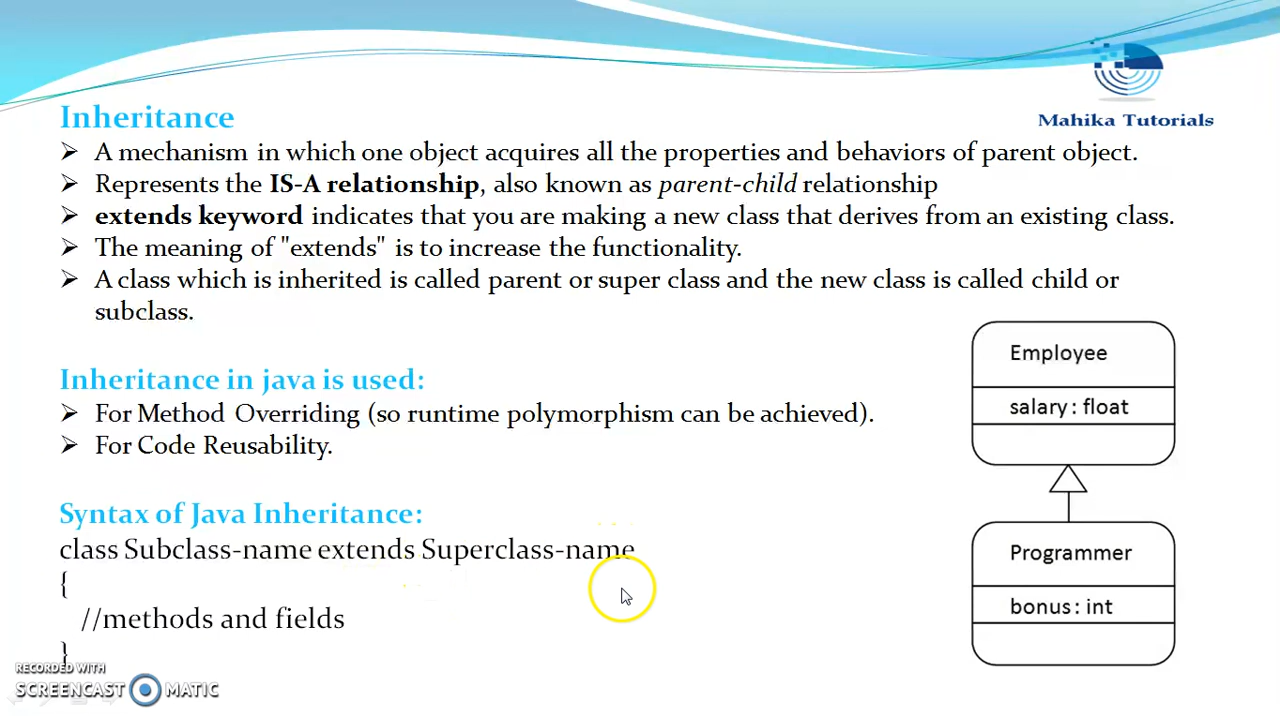 Mahika Tutorials
Inheritance
➢ A mechanism in which one object acquires all the properties and behaviors of parent object.
➢ Represents the IS-A relationship, also known as parent-child relationship
➢ extends keyword indicates that you are making a new class that derives from an existing class.
➢ The meaning of "extends" is to increase the functionality.
➢ A class which is inherited is called parent or super class and the new class is called child or
subclass.
Inheritance in java is used:
➢ For Method Overriding (so runtime polymorphism can be achieved).
➢ For Code Reusability.
Syntax of Java Inheritance:
class Subclass-name extends Superclass-name
{
//methods and fields
}
Employee
salary : float
Programmer
bonus : int
RECORDED WITH
SCREENCAST MATIC